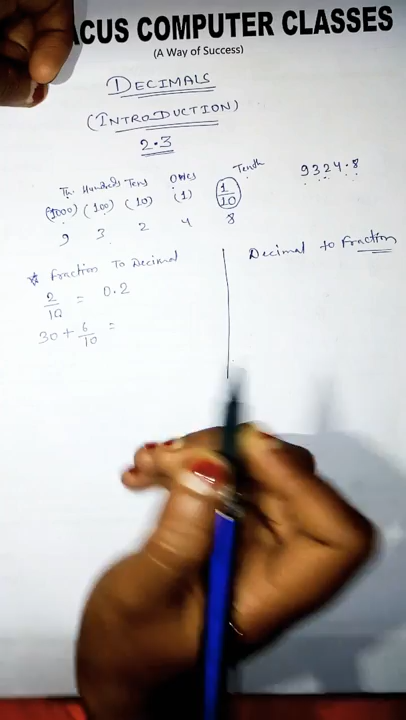 ACUS COMPUTER CLASSES
(A Way of Success)
DECIMALS
(INTRODUCTION)
2.3
Th Hundreds Tens Ones Tenth
(1000) (100) (10) (1) 1/10
9 3 2 4 8
9324.8
Fraction To Decimal
2/10 = 0.2
30 + 6/10 =
Decimal to Fraction